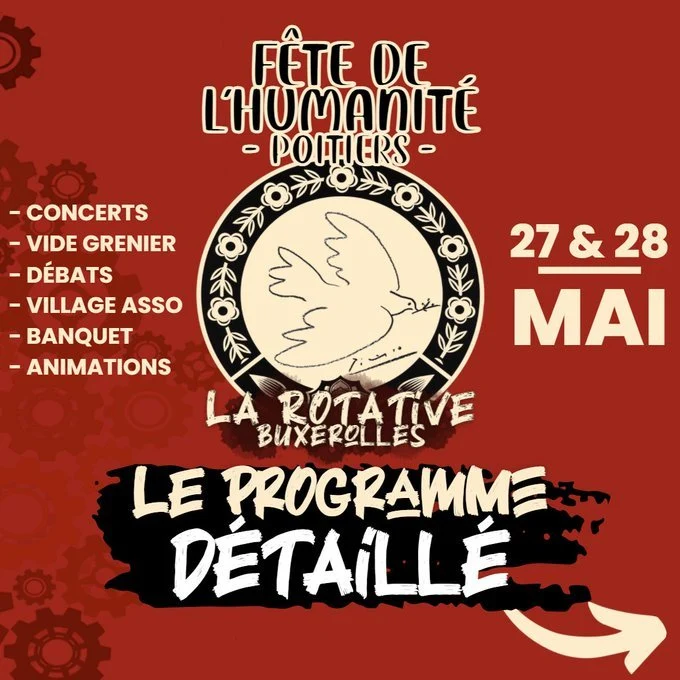 FÊTE DE
L'HUMANITÉ
- POITIERS -
- CONCERTS
- VIDE GRENIER
- DÉBATS
- VILLAGE ASSO
- BANQUET
- ANIMATIONS
27 & 28
MAI
LA ROTATIVE
BUXEROLLES
LE PROGRAMME
DÉTAILLÉ